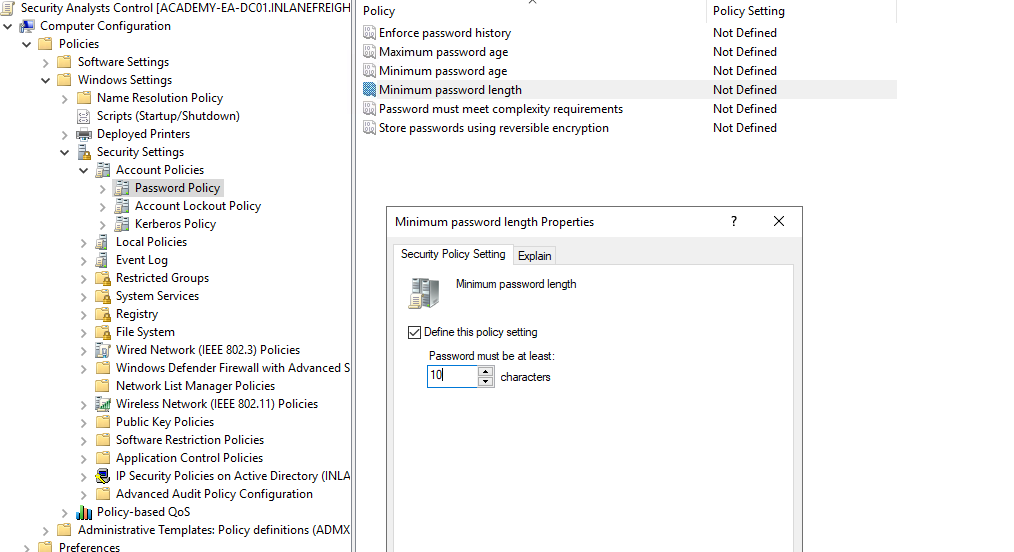 Security Analysts Control [ACADEMY-EA-DC01.INLANEFREIGH
Computer Configuration
Policies
Software Settings
Windows Settings
Name Resolution Policy
Scripts (Startup/Shutdown)
Deployed Printers
Security Settings
Account Policies
Password Policy
Account Lockout Policy
Kerberos Policy
Local Policies
Event Log
Restricted Groups
System Services
Registry
File System
Wired Network (IEEE 802.3) Policies
Windows Defender Firewall with Advanced S
Network List Manager Policies
Wireless Network (IEEE 802.11) Policies
Public Key Policies
Software Restriction Policies
Application Control Policies
IP Security Policies on Active Directory (INLA
Advanced Audit Policy Configuration
Policy-based QoS
Administrative Templates: Policy definitions (ADMX
Preferences
Policy Policy Setting
Enforce password history Not Defined
Maximum password age Not Defined
Minimum password age Not Defined
Minimum password length Not Defined
Password must meet complexity requirements Not Defined
Store passwords using reversible encryption Not Defined
Minimum password length Properties ?
Security Policy Setting Explain
Minimum password length
Define this policy setting
Password must be at least:
10 characters